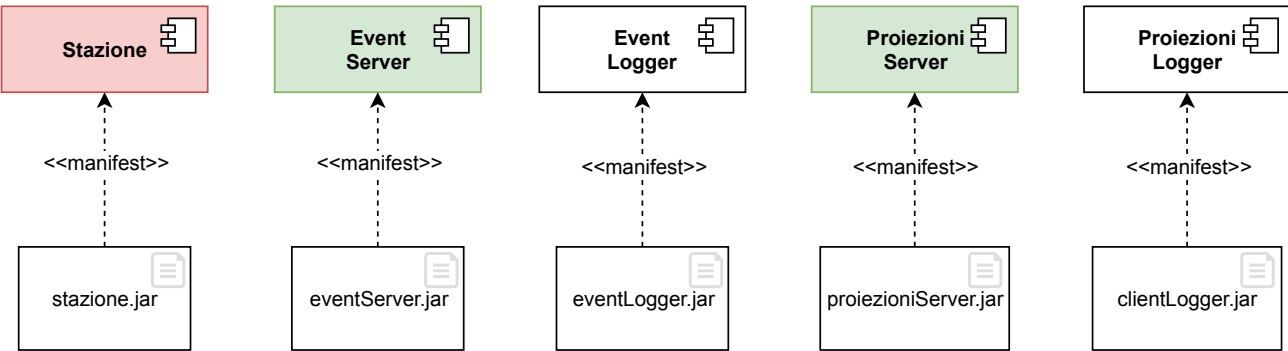 Stazione
Event
Server
Event
Logger
Proiezioni
Server
Proiezioni
Logger
<<manifest>>
<<manifest>>
<<manifest>>
<<manifest>>
<<manifest>>
stazione.jar
eventServer.jar
eventLogger.jar
proiezioniServer.jar
clientLogger.jar